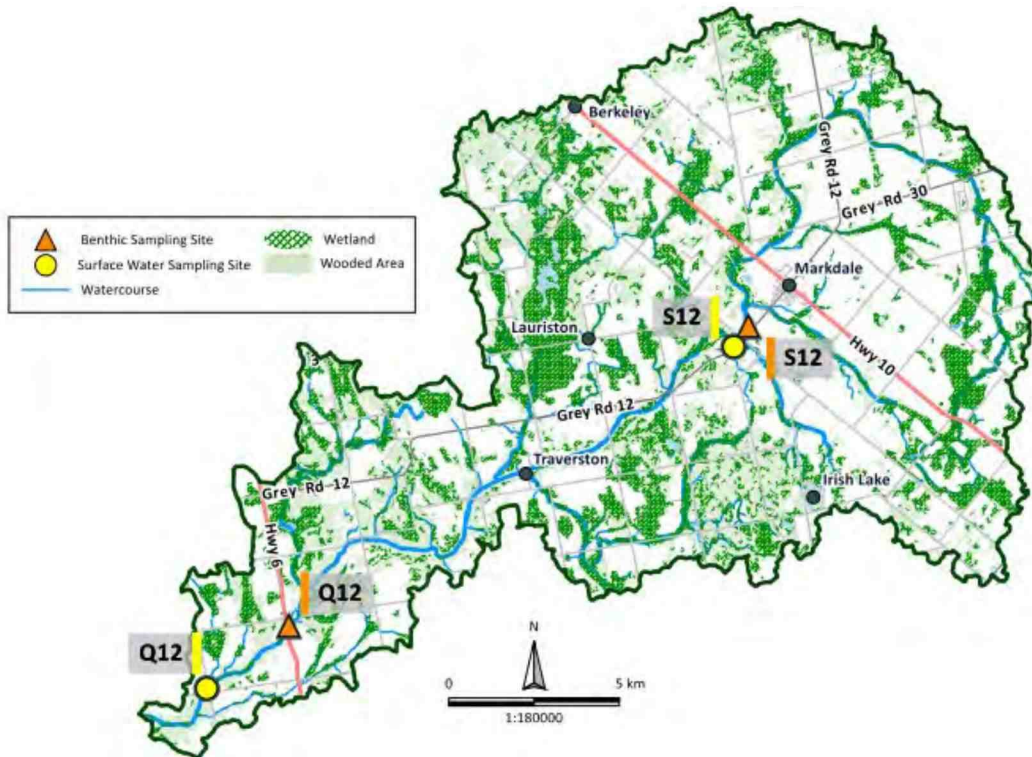 Berkeley
Grey Rd 12
Grey Rd 30
Benthic Sampling Site
Wetland
Surface Water Sampling Site
Wooded Area
Watercourse
Markdale
S12
Lauriston
S12
Hwy 10
3
Grey Rd 12
Traverston
Grey Rd 12
Irish Lake
Hwy 6
Q12
Q12
N
0 5 km
1:180000